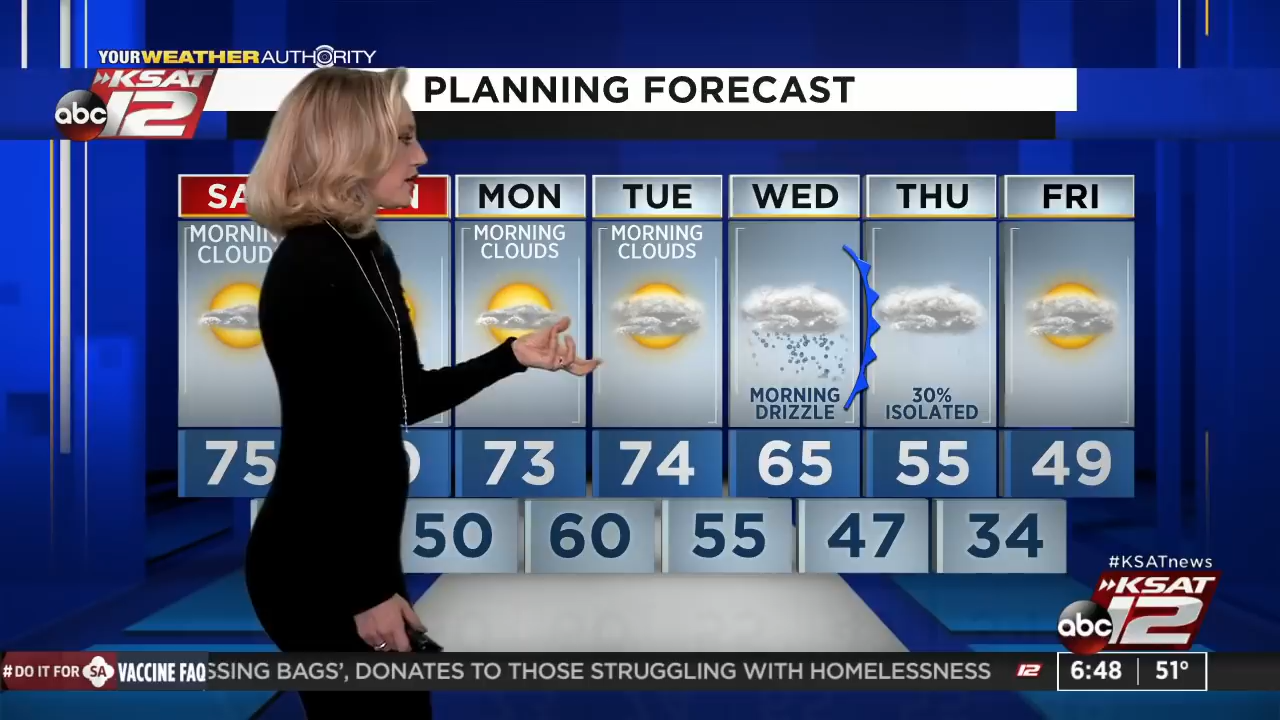 YOURWEATHERAUTHORITY
KSAT
abc 12
PLANNING FORECAST
MON TUE WED THU FRI
MORNING
CLOUDS
MORNING
CLOUDS
MORNING
DRIZZLE
30%
ISOLATED
75 73 74 65 55 49
50 60 55 47 34
#KSATnews
KSAT
abc 12
#DO IT FOR SA VACCINE FAQ SSING BAGS', DONATES TO THOSE STRUGGLING WITH HOMELESSNESS 12 6:48 51°